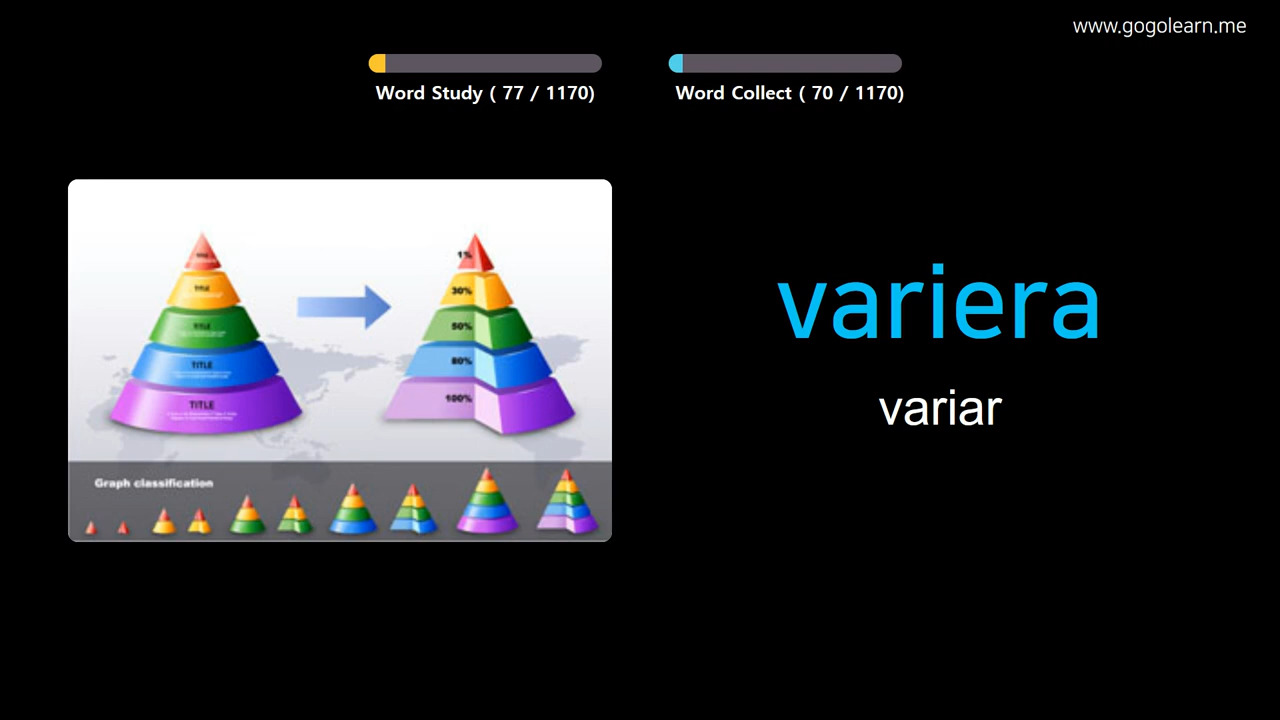 www.gogolearn.me
Word Study ( 77 / 1170)
Word Collect ( 70 / 1170)
TITLE
TITLE
TITLE
TITLE
1%
30%
50%
80%
100%
Graph classification
variera
variar